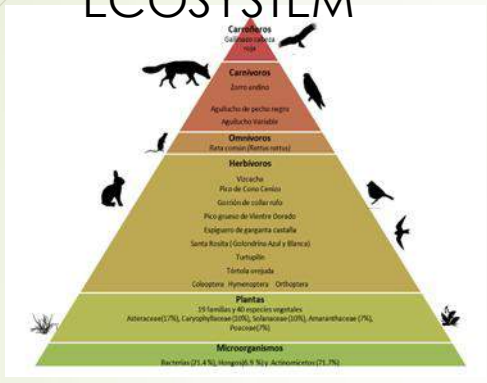 ECOSYSTEM
Carroñeros
Gallinazo cabeza
roja
Carnívoros
Zorro andino
Aguilucho de pecho negro
Aguilucho Variable
Omnívoros
Rata común (Rattus rattus)
Herbívoros
Vizcacha
Pico de Cono Cenizo
Gorrión de collar rufo
Pico grueso de Vientre Dorado
Espiguero de garganta castaña
Santa Rosita (Golondrina Azul y Blanca)
Turtupilín
Tórtola orejuda
Coleoptera Hymenoptera Orthoptera
Plantas
19 familias y 40 especies vegetales
Asteraceae(17%), Caryophyllaceae(10%), Solanaceae(10%), Amaranthaceae (7%),
Poaceae(7%)
Microorganismos
Bacterias (21.4 %), Hongos(6.9 %) y Actinomicetos (71.7%)